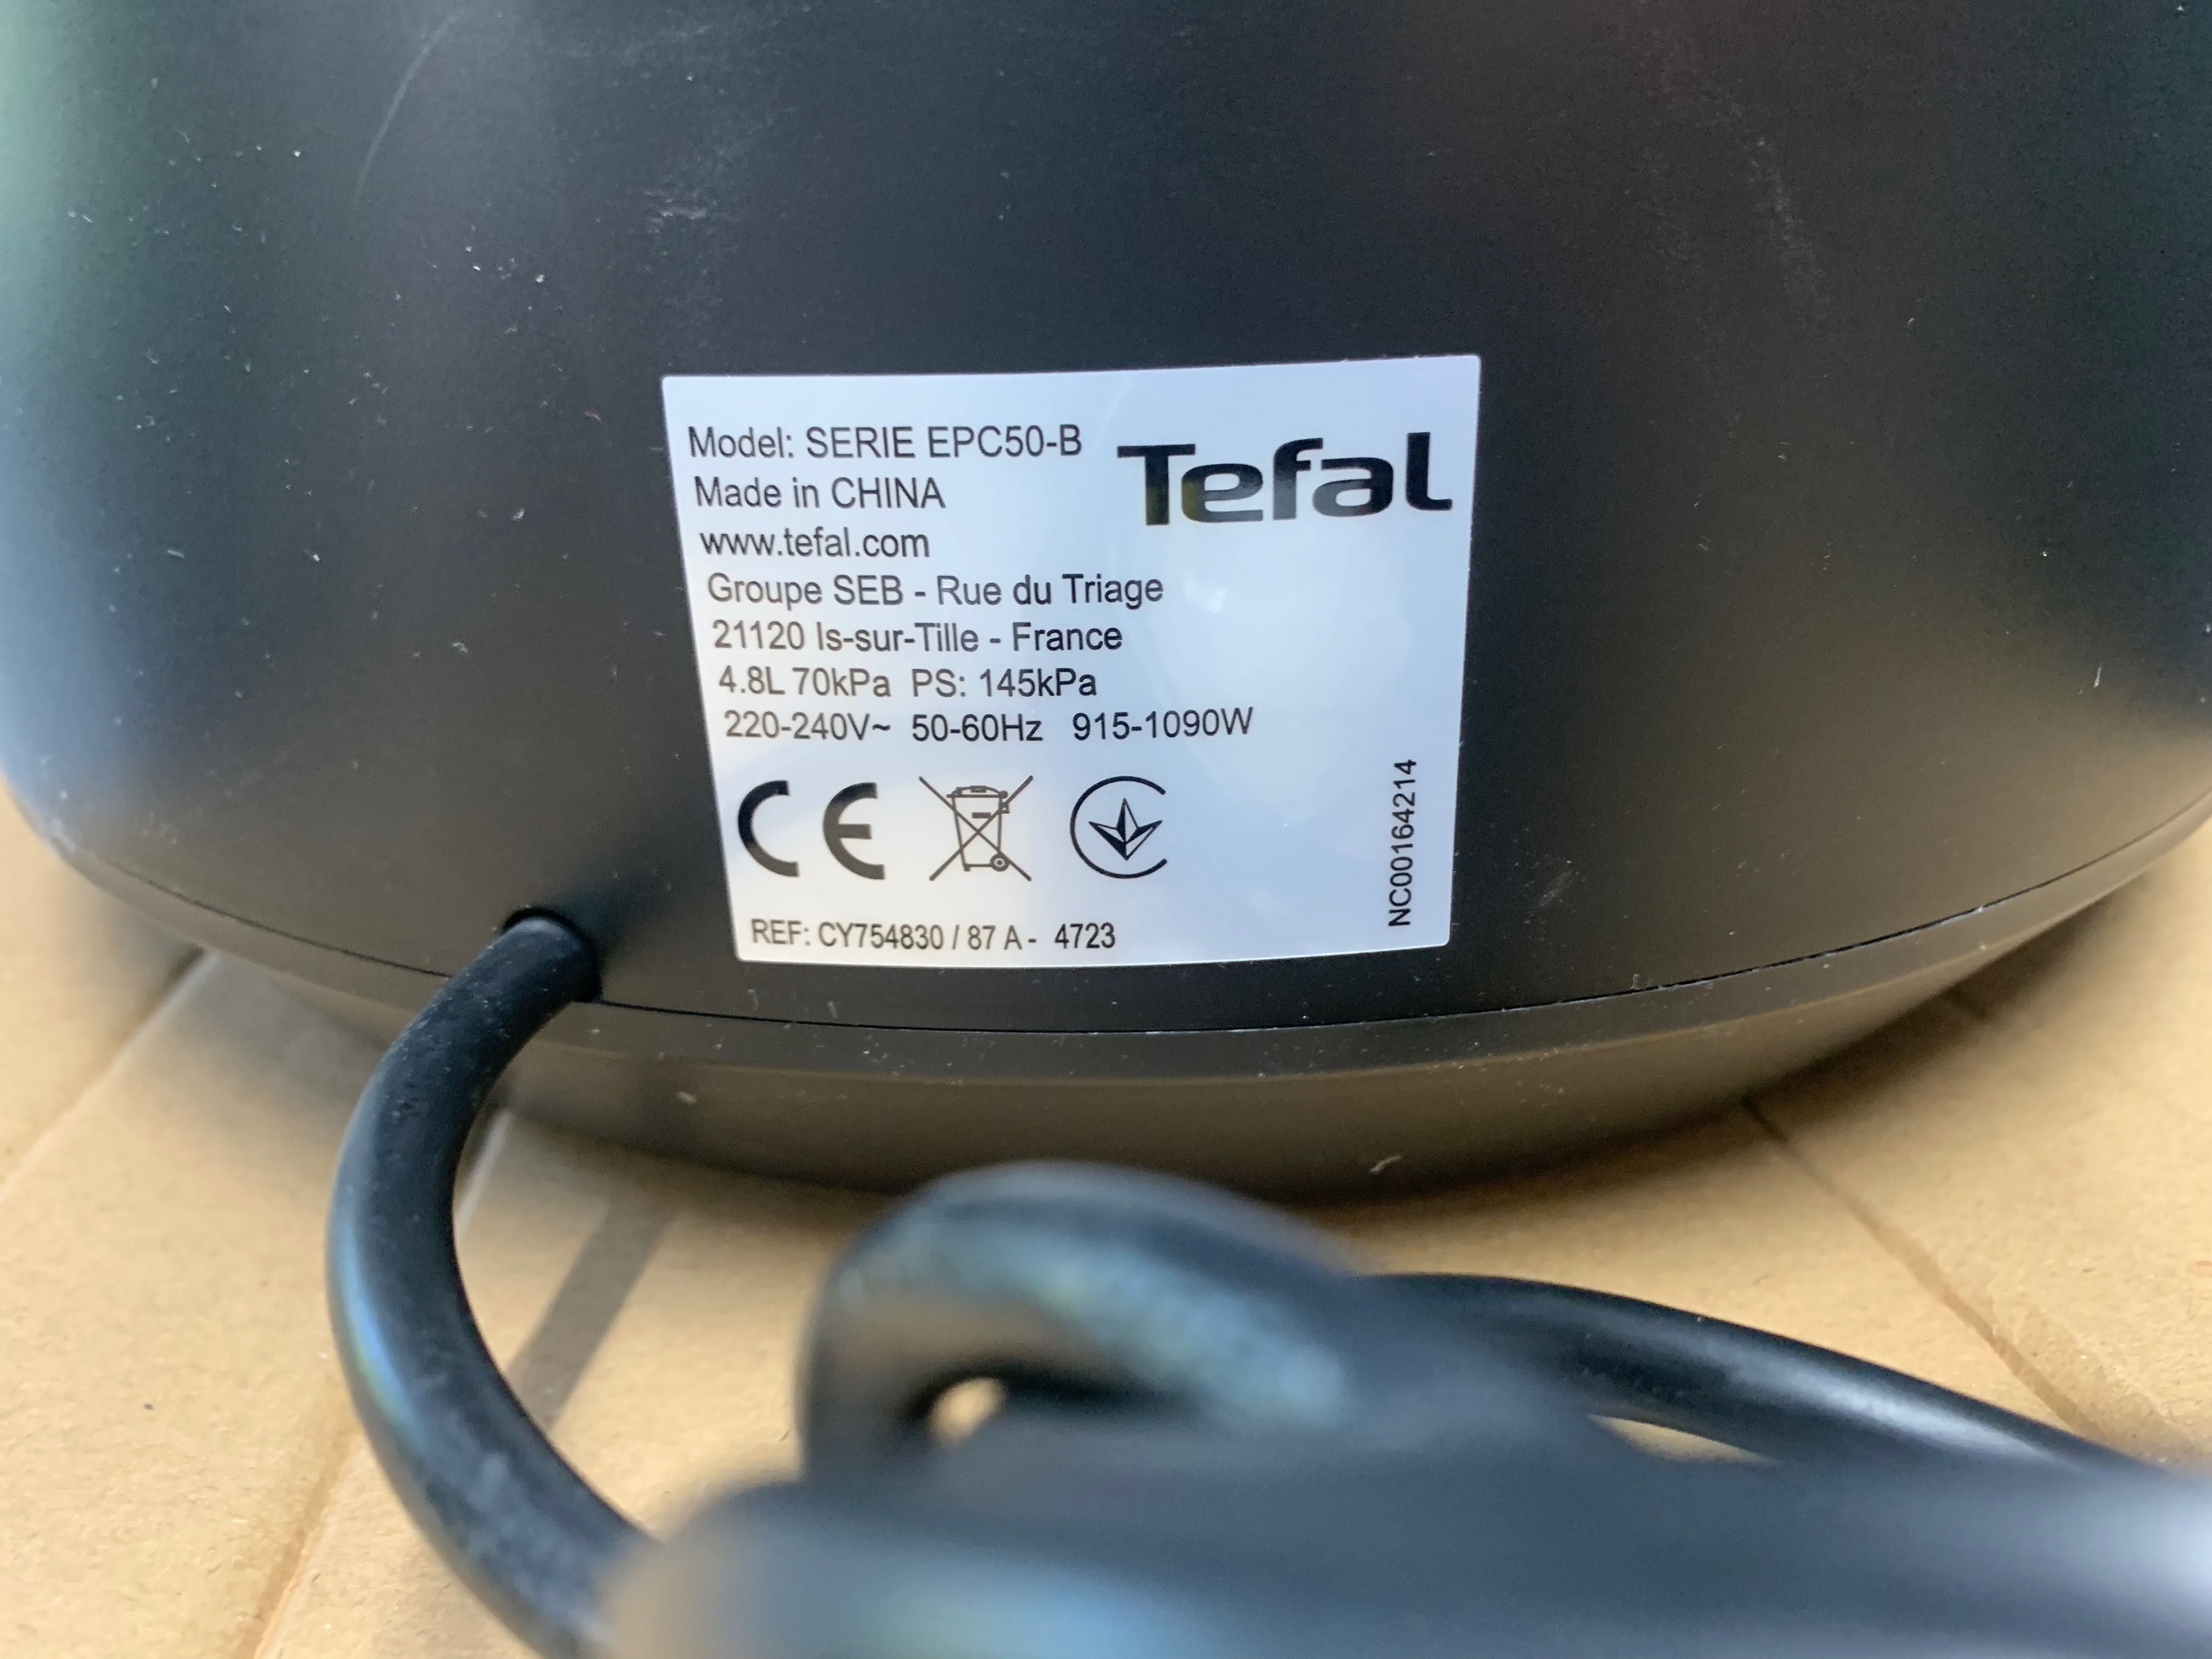 Model: SERIE EPC50-B
Tefal
Made in CHINA
www.tefal.com
Groupe SEB - Rue du Triage
21120 Is-sur-Tille - France
4.8L 70kPa PS: 145kPa
220-240V~ 50-60Hz 915-1090W
CE
NC00164214
REF: CY754830 / 87 A - 4723